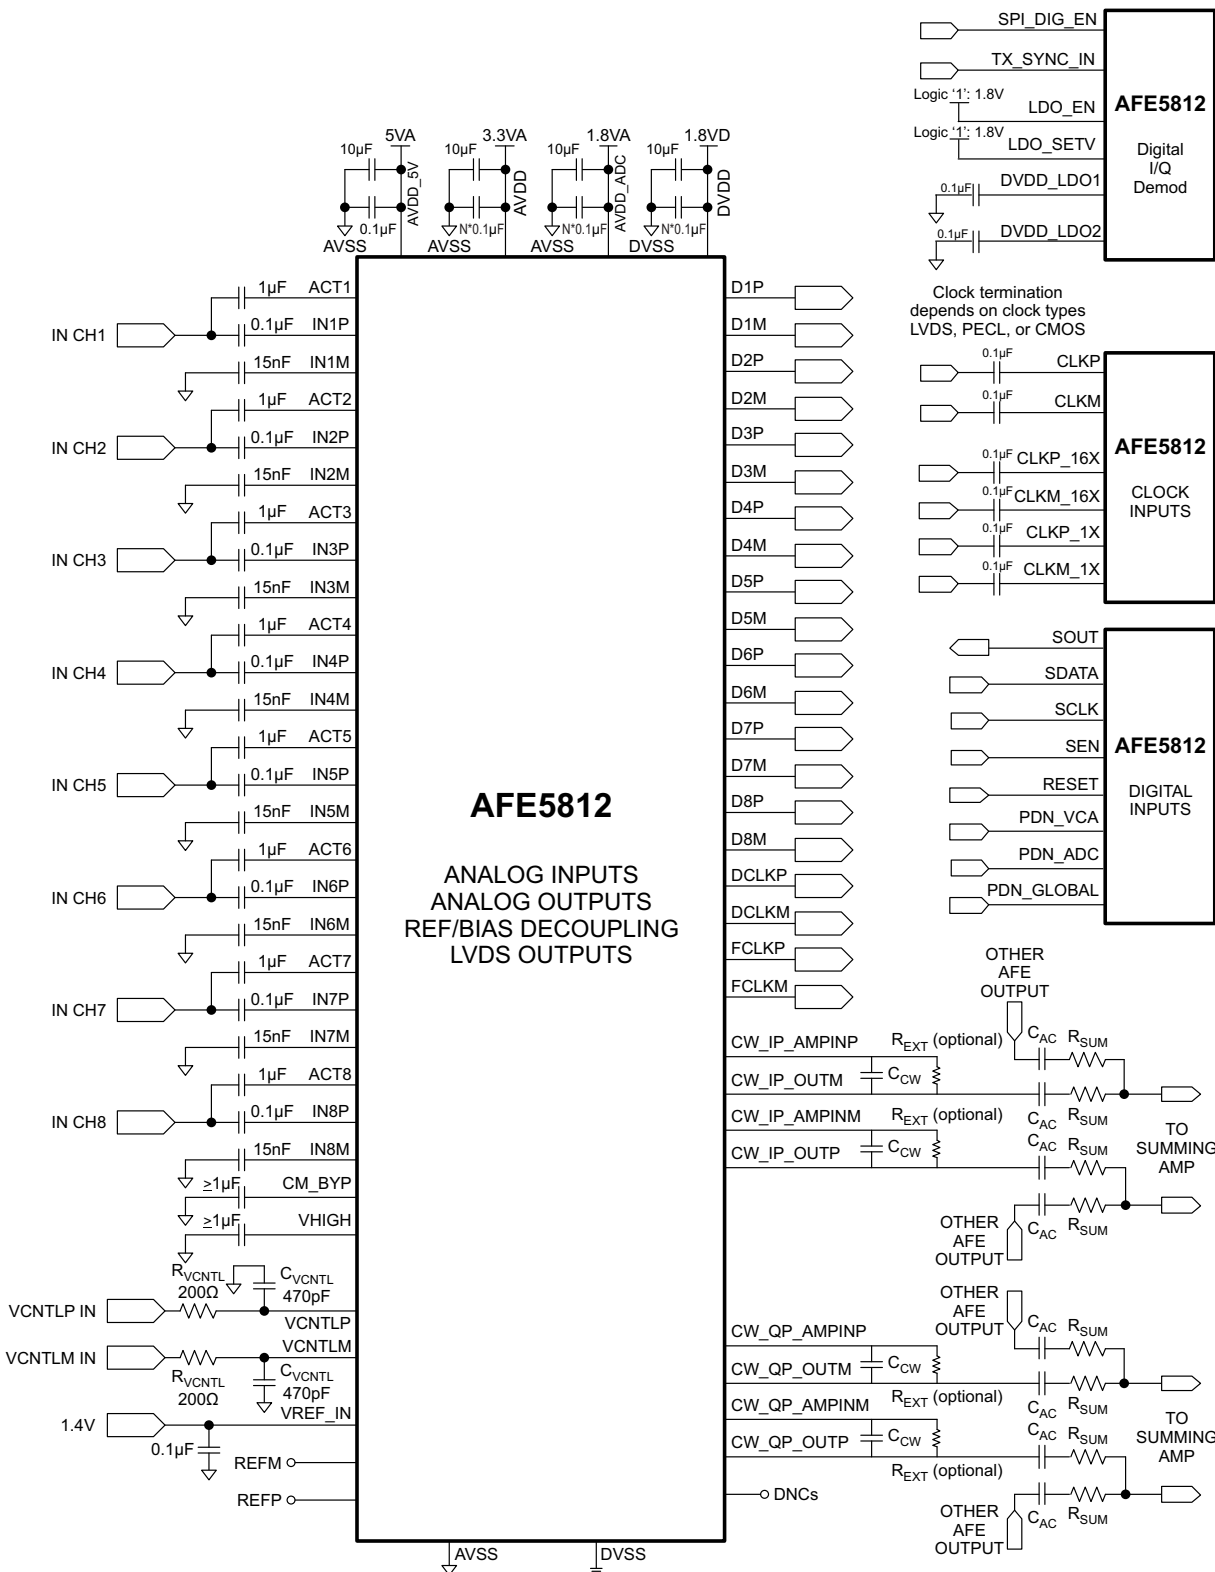 5VA
3.3VA
1.8VA
1.8VD
10µF
10µF
10µF
10µF
AVDD_5V
AVDD
AVDD_ADC
DVDD
0.1µF
N*0.1µF
N*0.1µF
N*0.1µF
AVSS
AVSS
AVSS
DVSS
IN CH1
1µF ACT1
0.1µF IN1P
15nF IN1M
IN CH2
1µF ACT2
0.1µF IN2P
15nF IN2M
IN CH3
1µF ACT3
0.1µF IN3P
15nF IN3M
IN CH4
1µF ACT4
0.1µF IN4P
15nF IN4M
IN CH5
1µF ACT5
0.1µF IN5P
15nF IN5M
IN CH6
1µF ACT6
0.1µF IN6P
15nF IN6M
IN CH7
1µF ACT7
0.1µF IN7P
15nF IN7M
IN CH8
1µF ACT8
0.1µF IN8P
15nF IN8M
≥1µF CM_BYP
≥1µF VHIGH
RVCNTL
200Ω
CVCNTL
470pF
VCNTLP IN
VCNTLP
VCNTLM IN
VCNTLM
RVCNTL
200Ω
CVCNTL
470pF
1.4V
VREF_IN
0.1µF
REFM
REFP
AFE5812
ANALOG INPUTS
ANALOG OUTPUTS
REF/BIAS DECOUPLING
LVDS OUTPUTS
AVSS
DVSS
D1P
D1M
D2P
D2M
D3P
D3M
D4P
D4M
D5P
D5M
D6P
D6M
D7P
D7M
D8P
D8M
DCLKP
DCLKM
FCLKP
FCLKM
CW_IP_AMPINP
REXT (optional)
CW_IP_OUTM
CCW
CW_IP_AMPINM
REXT (optional)
CW_IP_OUTP
CCW
OTHER
AFE
OUTPUT
CAC RSUM
CAC RSUM
CAC RSUM
CAC RSUM
TO
SUMMING
AMP
OTHER
AFE
OUTPUT
CW_QP_AMPINP
CW_QP_OUTM
CCW
REXT (optional)
CW_QP_AMPINM
CW_QP_OUTP
CCW
REXT (optional)
OTHER
AFE
OUTPUT
CAC RSUM
CAC RSUM
CAC RSUM
CAC RSUM
TO
SUMMING
AMP
OTHER
AFE
OUTPUT
DNCs
SPI_DIG_EN
TX_SYNC_IN
Logic '1': 1.8V
LDO_EN
Logic '1': 1.8V
LDO_SETV
0.1µF DVDD_LDO1
0.1µF DVDD_LDO2
AFE5812
Digital
I/Q
Demod
Clock termination
depends on clock types
LVDS, PECL, or CMOS
0.1µF CLKP
0.1µF CLKM
0.1µF CLKP_16X
0.1µF CLKM_16X
0.1µF CLKP_1X
0.1µF CLKM_1X
AFE5812
CLOCK
INPUTS
SOUT
SDATA
SCLK
SEN
RESET
PDN_VCA
PDN_ADC
PDN_GLOBAL
AFE5812
DIGITAL
INPUTS